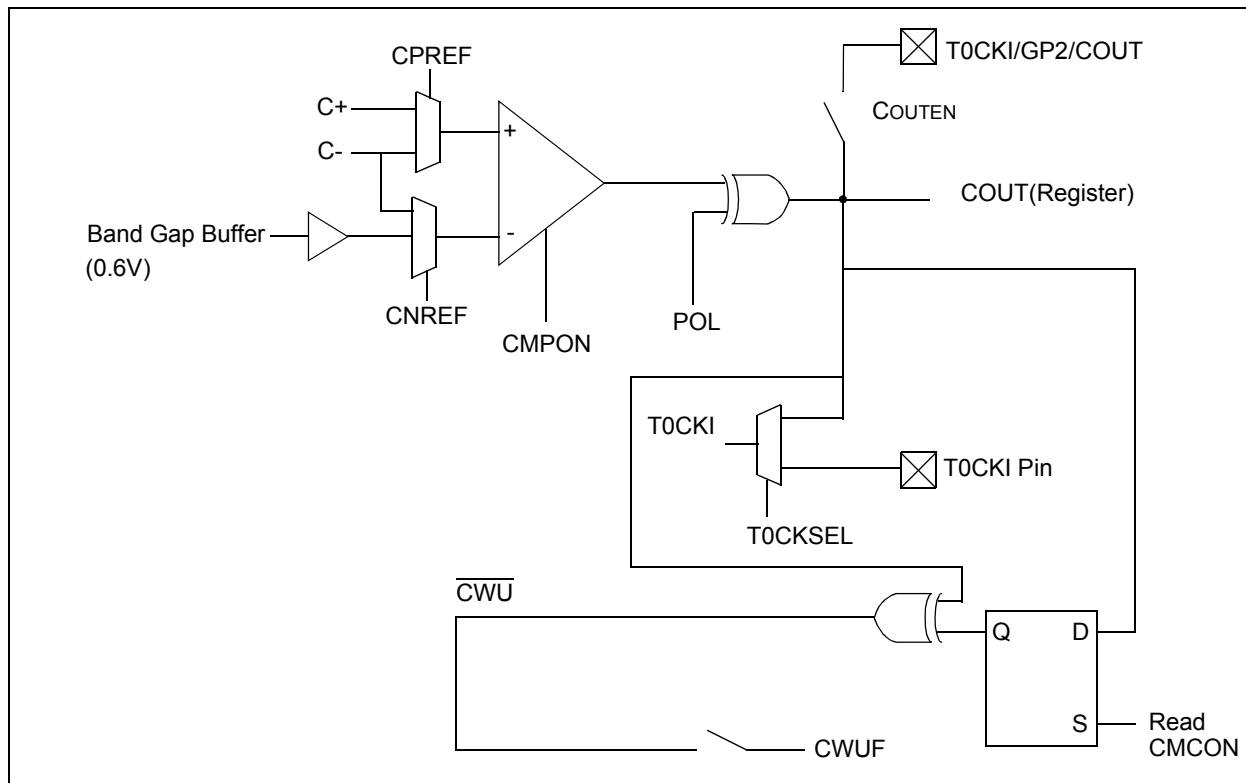 T0CKI/GP2/COUT
CPREF
C+
COUTEN
+
C-
COUT(Register)
Band Gap Buffer
(0.6V)
-
CNREF
POL
CMPON
T0CKI
T0CKI Pin
T0CKSEL
CWU
Q D
S
Read
CMCON
CWUF